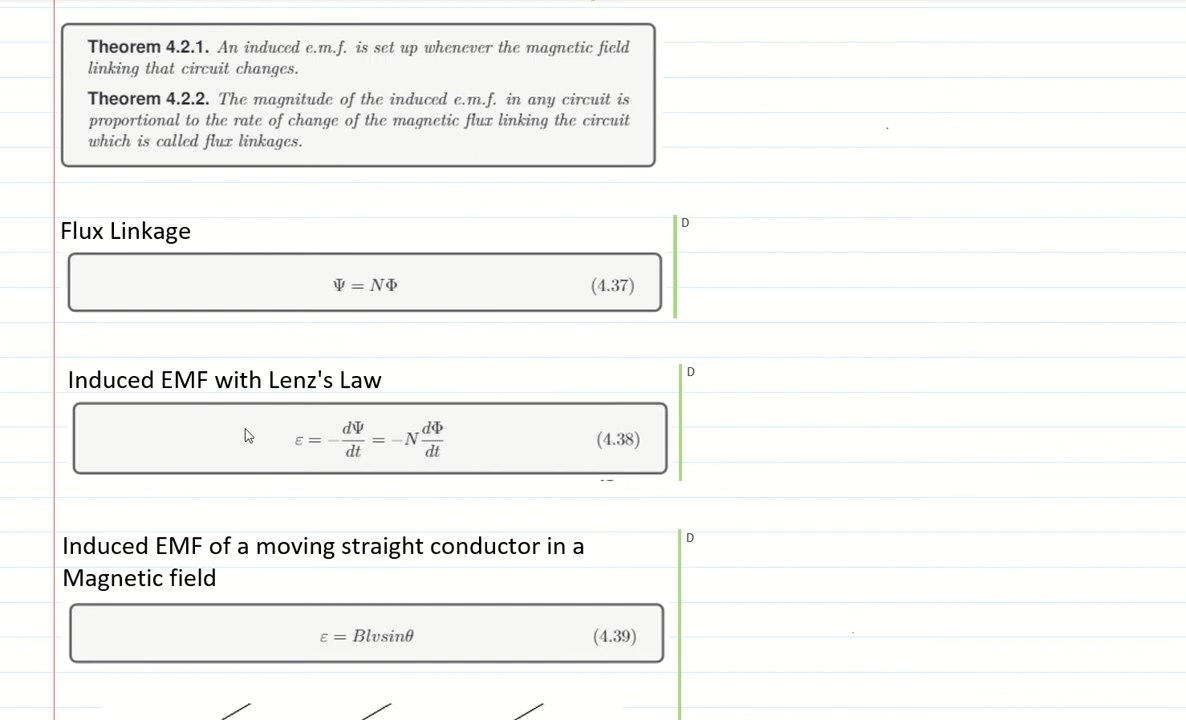 Theorem 4.2.1. An induced e.m.f. is set up whenever the magnetic field
linking that circuit changes.
Theorem 4.2.2. The magnitude of the induced e.m.f. in any circuit is
proportional to the rate of change of the magnetic flux linking the circuit
which is called flux linkages.
Flux Linkage
D
Ψ = NΦ (4.37)
Induced EMF with Lenz's Law
D
ε = −dΨ/dt = −N dΦ/dt (4.38)
Induced EMF of a moving straight conductor in a
Magnetic field
D
ε = Blvsinθ (4.39)